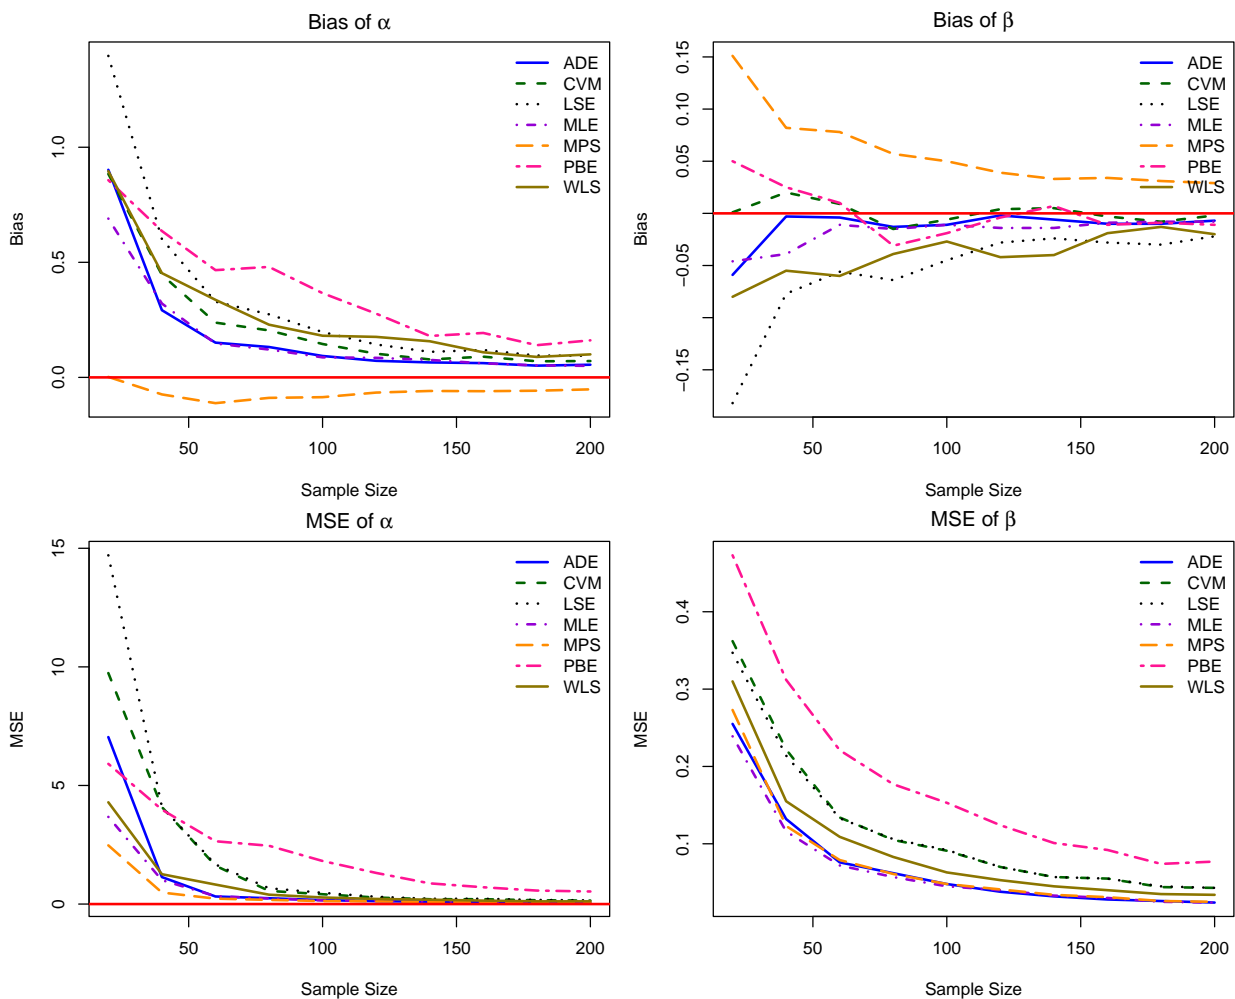 Bias of α
Bias
0.0
0.5
1.0
50
100
150
200
Sample Size
ADE
CVM
LSE
MLE
MPS
PBE
WLS
Bias of β
Bias
−0.15
−0.05
0.05
0.10
0.15
50
100
150
200
Sample Size
ADE
CVM
LSE
MLE
MPS
PBE
WLS
MSE of α
MSE
0
5
10
15
50
100
150
200
Sample Size
ADE
CVM
LSE
MLE
MPS
PBE
WLS
MSE of β
MSE
0.1
0.2
0.3
0.4
50
100
150
200
Sample Size
ADE
CVM
LSE
MLE
MPS
PBE
WLS